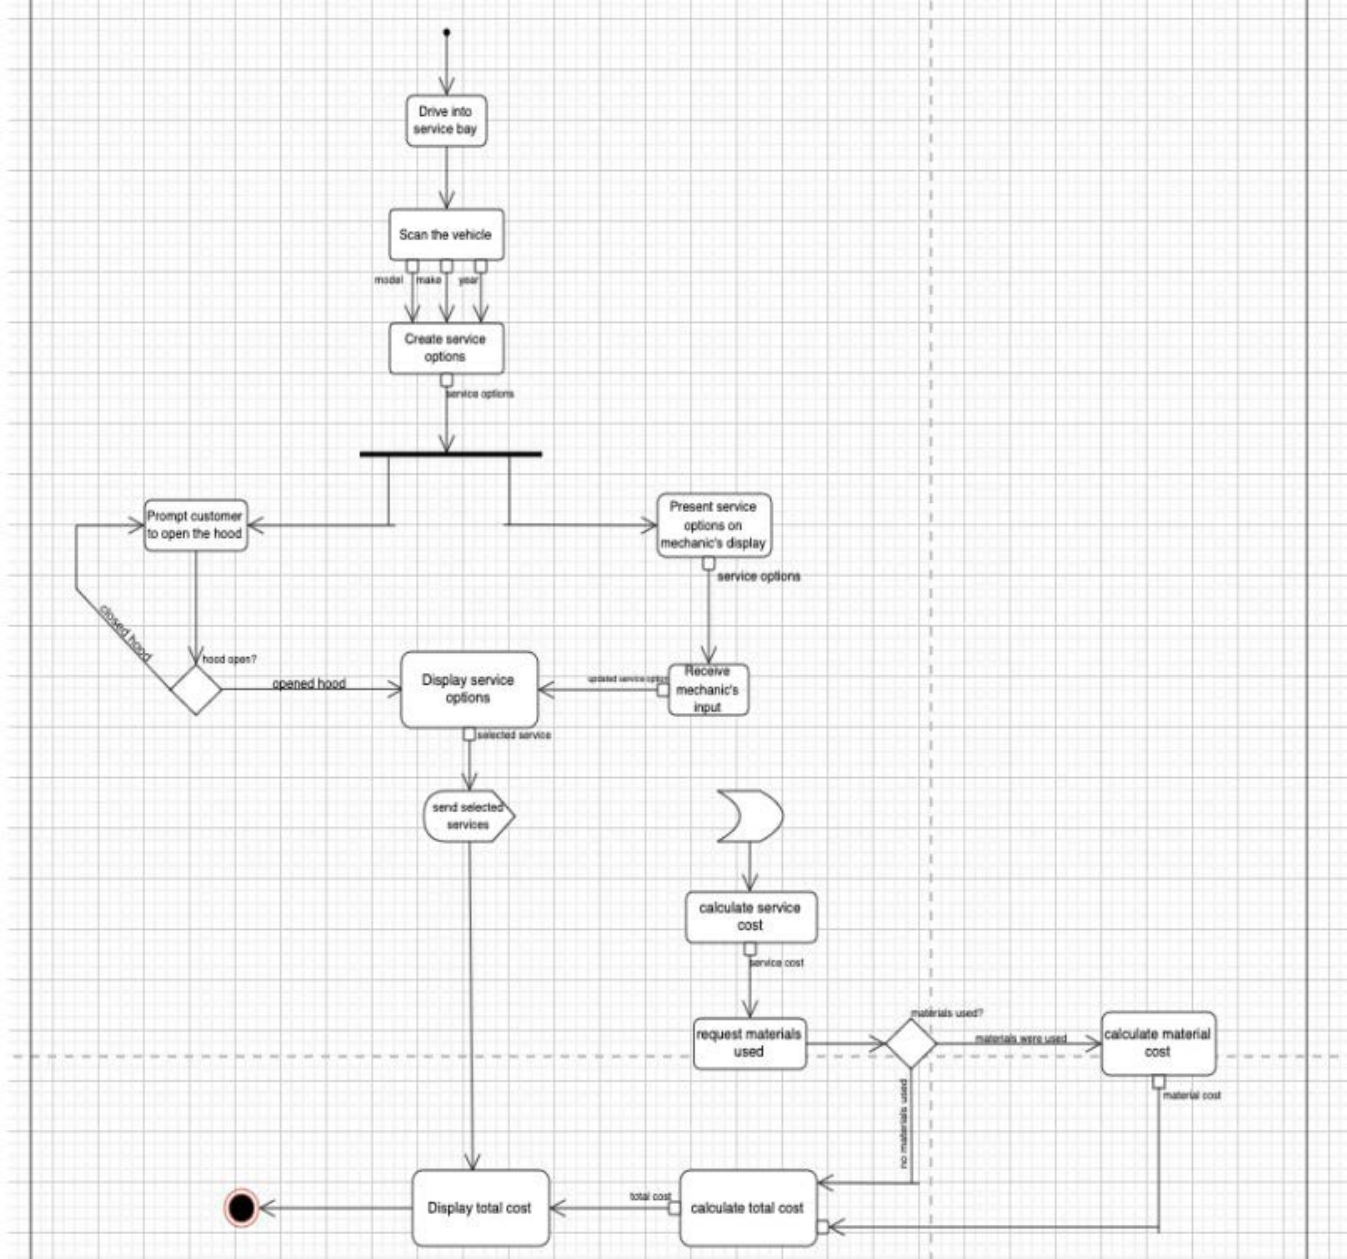 Drive into
service bay
Scan the vehicle
model
make
year
Create service
options
service options
Prompt customer
to open the hood
Present service
options on
mechanic's display
service options
closed hood
hood open?
opened hood
Display service
options
updated service option
Receive
mechanic's
input
selected service
send selected
services
calculate service
cost
service cost
request materials
used
materials used?
materials were used
calculate material
cost
material cost
no materials used
Display total cost
total cost
calculate total cost